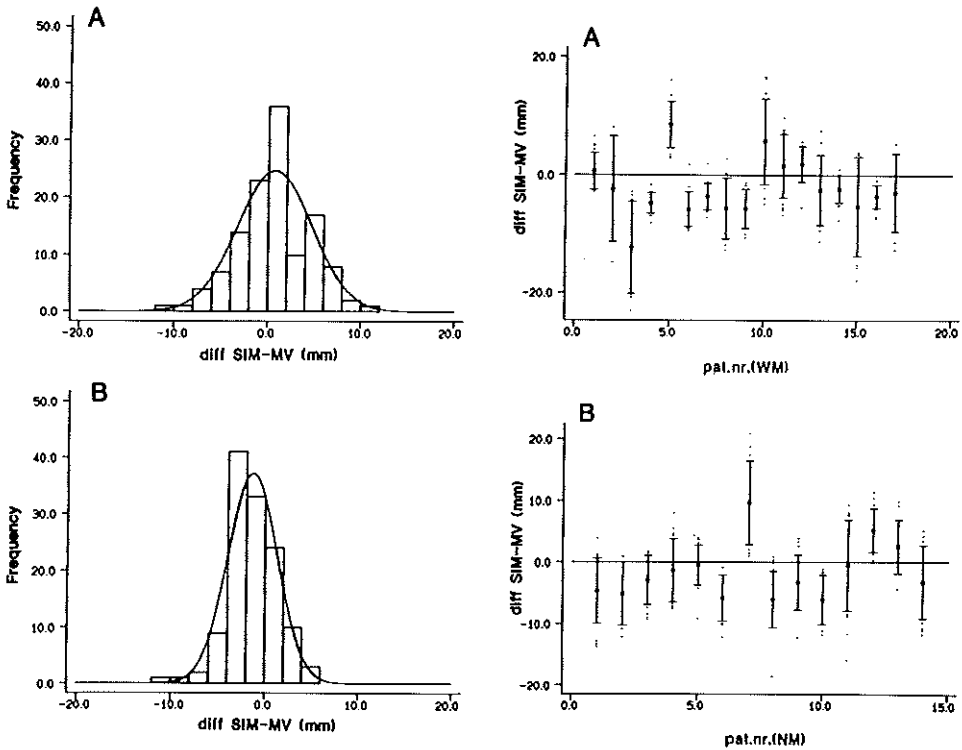 A
50.0
40.0
30.0
20.0
10.0
0.0
Frequency
-20.0 -10.0 0.0 10.0 20.0
diff SIM-MV (mm)
A
20.0
0.0
-20.0
diff SIM-MV (mm)
0.0 5.0 10.0 15.0 20.0
pat.nr.(WM)
B
50.0
40.0
30.0
20.0
10.0
0.0
Frequency
-20.0 -10.0 0.0 10.0 20.0
diff SIM-MV (mm)
B
20.0
10.0
0.0
-10.0
-20.0
diff SIM-MV (mm)
0.0 5.0 10.0 15.0
pat.nr.(NM)